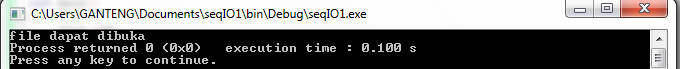 C:\Users\GANTENG\Documents\seqIO1\bin\Debug\seqIO1.exe
file dapat dibuka
Process returned 0 (0x0)   execution time : 0.100 s
Press any key to continue.